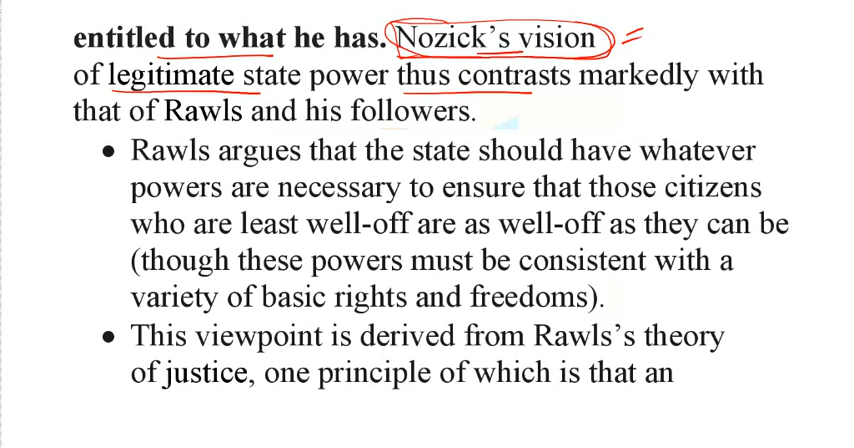 entitled to what he has. Nozick's vision =
of legitimate state power thus contrasts markedly with
that of Rawls and his followers.
• Rawls argues that the state should have whatever
powers are necessary to ensure that those citizens
who are least well-off are as well-off as they can be
(though these powers must be consistent with a
variety of basic rights and freedoms).
• This viewpoint is derived from Rawls's theory
of justice, one principle of which is that an